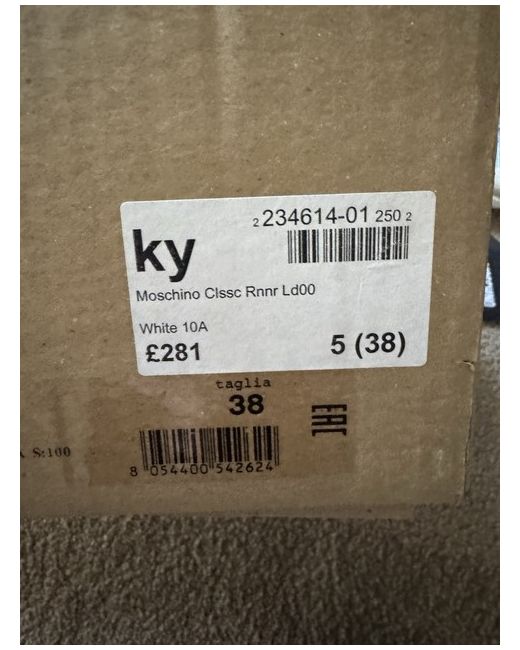 2 234614-01 250 2
ky
Moschino Clssc Rnnr Ld00
White 10A
£281 5 (38)
taglia
38
EAC
S:100
8 054400 542624